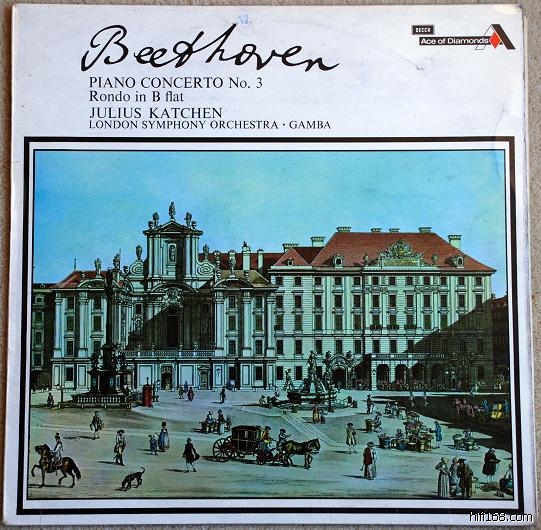 Beethoven
DECCA
Ace of Diamonds
PIANO CONCERTO No. 3
Rondo in B flat
JULIUS KATCHEN
LONDON SYMPHONY ORCHESTRA · GAMBA
hifi168.com